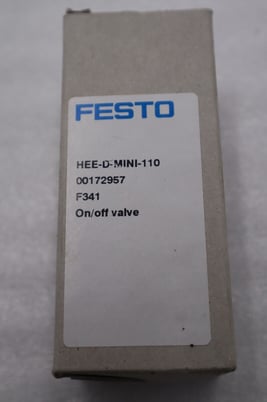 FESTO
HEE-D-MINI-110
00172957
F341
On/off valve